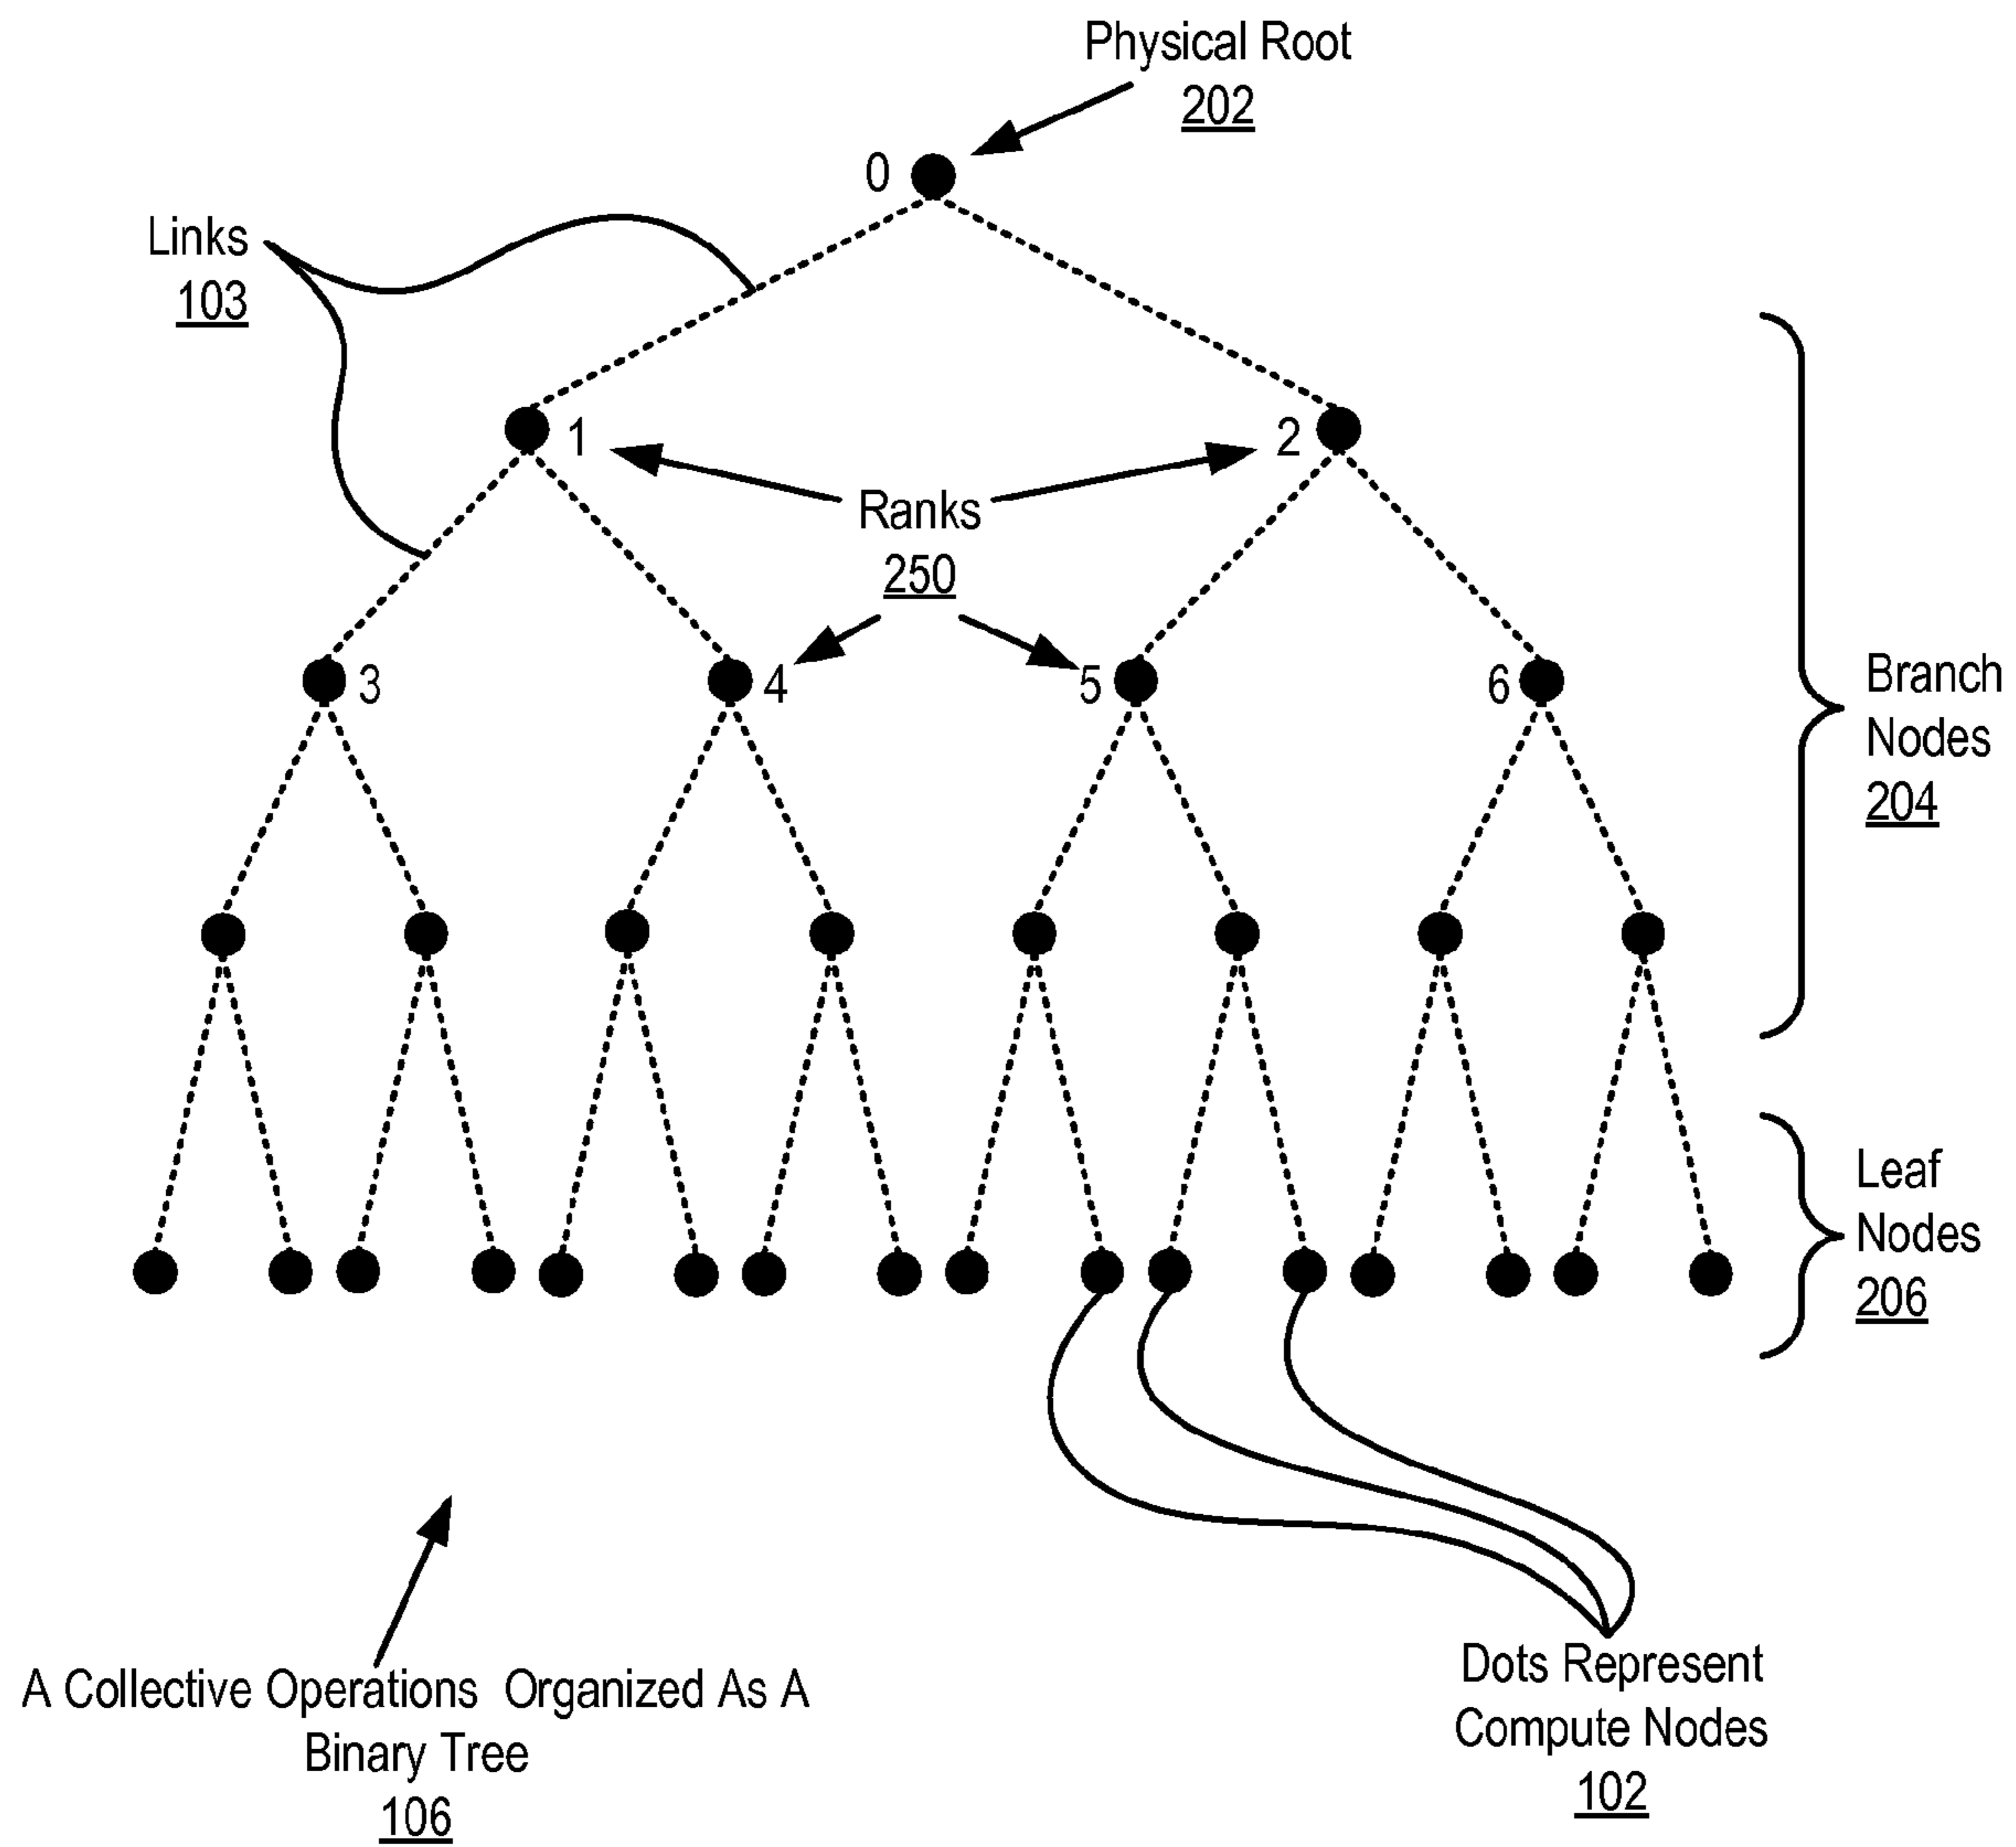 Physical Root
202
0
Links
103
1
2
Ranks
250
3
4
5
6
Branch
Nodes
204
Leaf
Nodes
206
A Collective Operations Organized As A
Binary Tree
106
Dots Represent
Compute Nodes
102